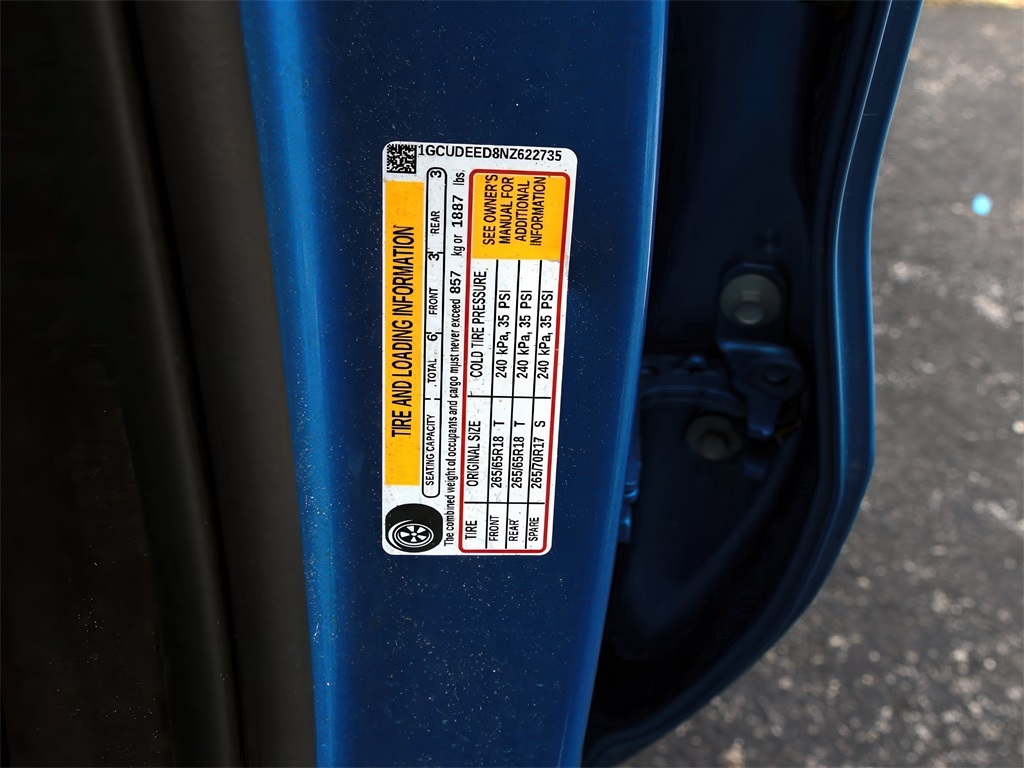 1GCUDEED8NZ622735
TIRE AND LOADING INFORMATION
SEATING CAPACITY TOTAL 6 FRONT 3 REAR 3
The combined weight of occupants and cargo must never exceed 857 kg or 1887 lbs.
TIRE ORIGINAL SIZE COLD TIRE PRESSURE
FRONT 265/65R18 T 240 kPa, 35 PSI
REAR 265/65R18 T 240 kPa, 35 PSI
SPARE 265/70R17 S 240 kPa, 35 PSI
SEE OWNER'S
MANUAL FOR
ADDITIONAL
INFORMATION